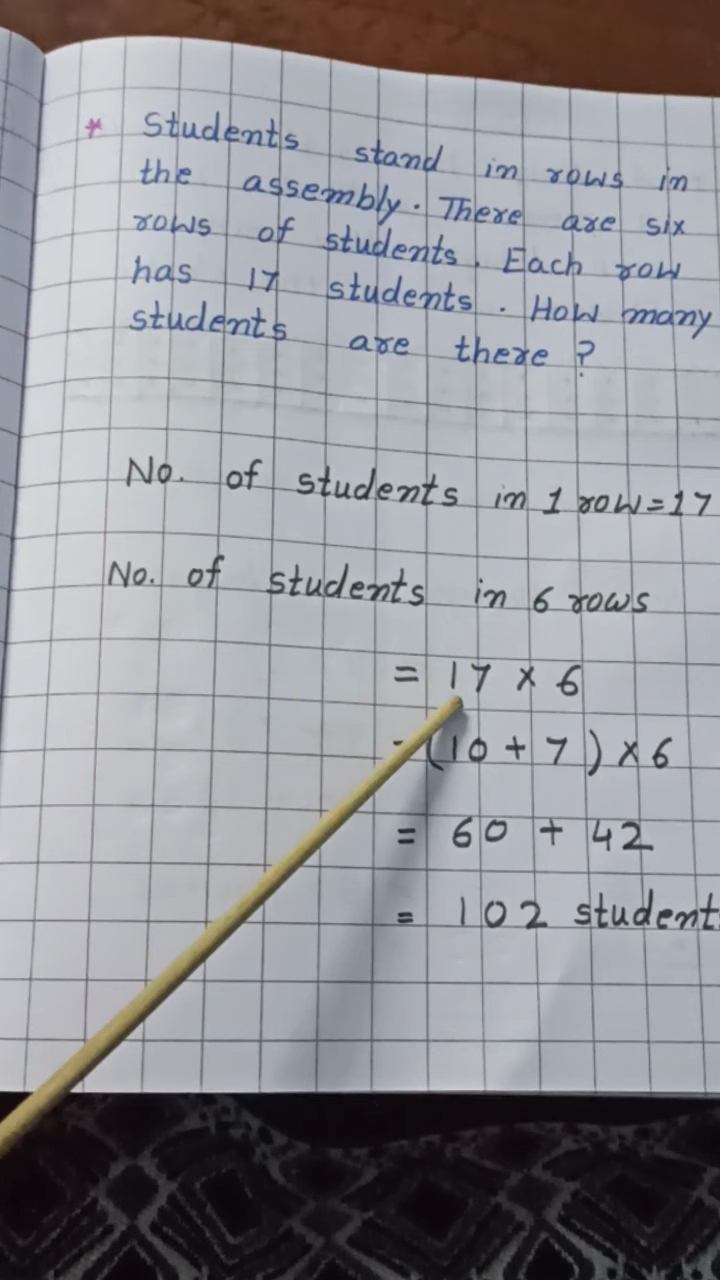 * Students stand in rows in
the assembly. There are six
rows of students. Each row
has 17 students. How many
students are there?
No. of students in 1 row=17
No. of students in 6 rows
= 17 × 6
= (10 + 7) × 6
= 60 + 42
= 102 student